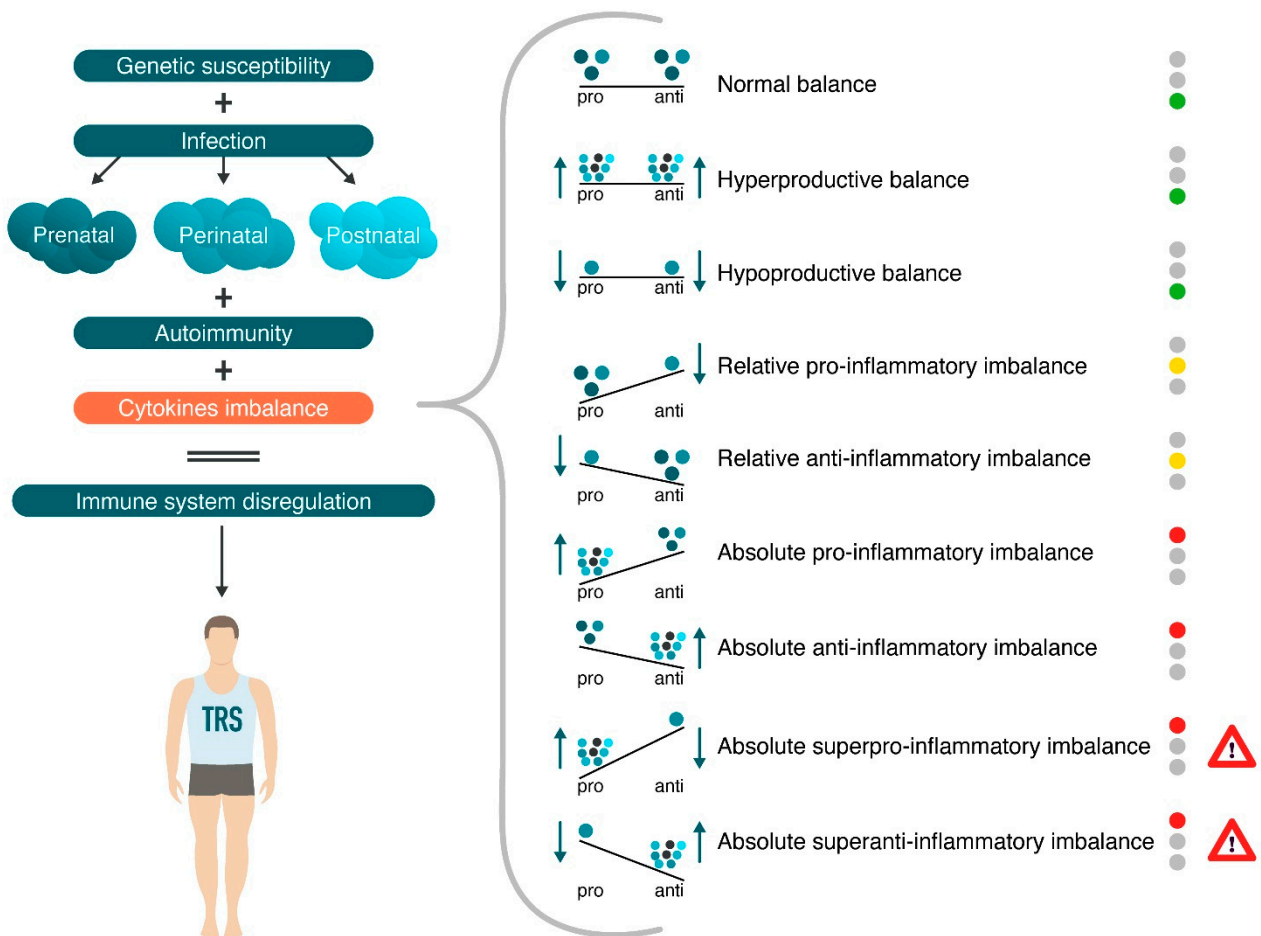 Genetic susceptibility
+
Infection
Prenatal
Perinatal
Postnatal
+
Autoimmunity
+
Cytokines imbalance
Immune system disregulation
TRS
pro anti
Normal balance
pro anti
Hyperproductive balance
pro anti
Hypoproductive balance
pro anti
Relative pro-inflammatory imbalance
pro anti
Relative anti-inflammatory imbalance
pro anti
Absolute pro-inflammatory imbalance
pro anti
Absolute anti-inflammatory imbalance
pro anti
Absolute superpro-inflammatory imbalance
!
pro anti
Absolute superanti-inflammatory imbalance
!